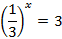 (1/3)^x = 3